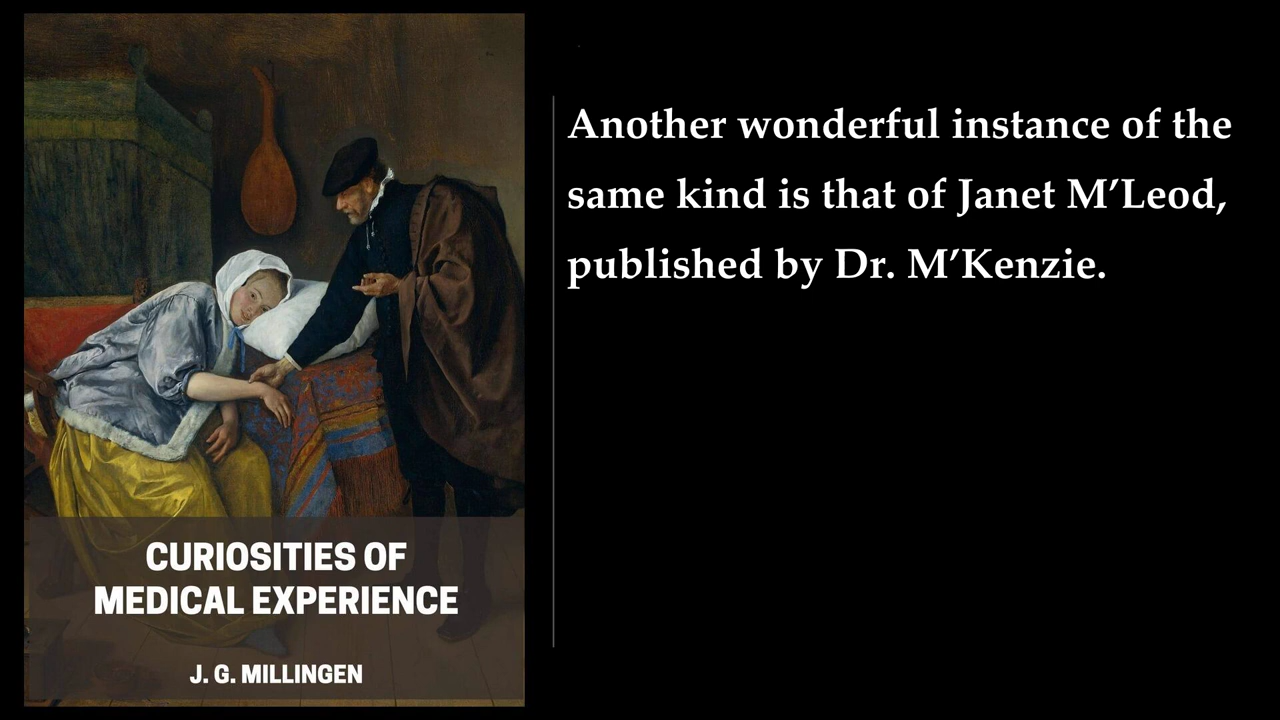 Another wonderful instance of the
same kind is that of Janet M’Leod,
published by Dr. M’Kenzie.
CURIOSITIES OF
MEDICAL EXPERIENCE
J. G. MILLINGEN